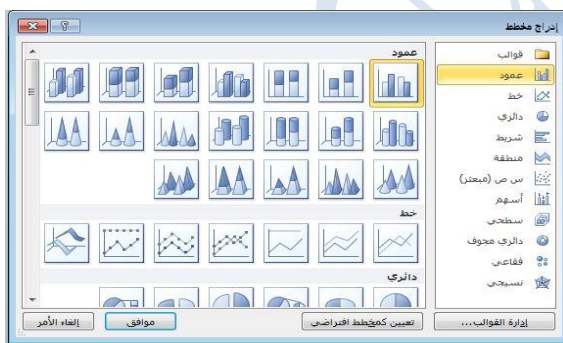 إدراج مخطط
قوالب
عمود
خط
دائري
شريط
منطقة
س ص (مبعثر)
أسهم
سطحي
دائري مجوف
فقاعي
نسيجي
عمود
خط
دائري
إدارة القوالب...
تعيين كمخطط افتراضي
موافق
إلغاء الأمر